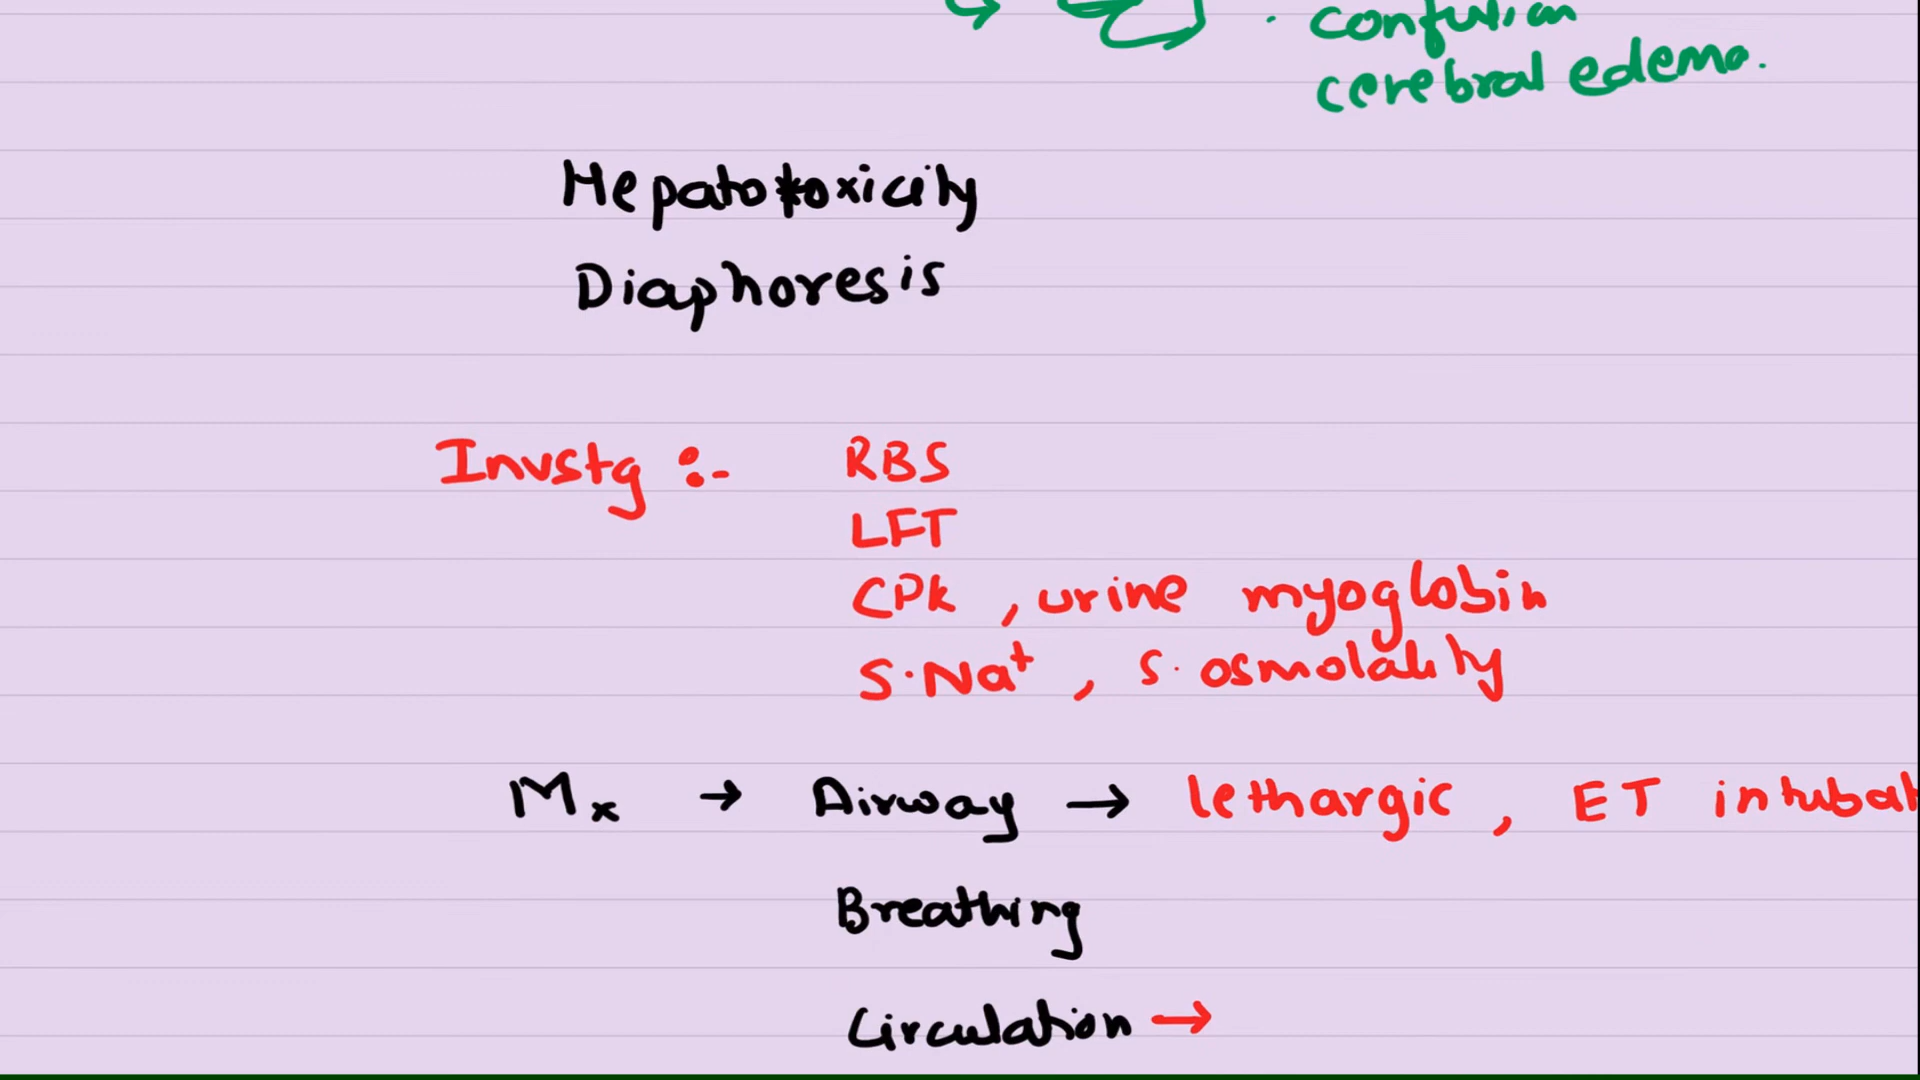 confusion
cerebral edema.
Hepatotoxicity
Diaphoresis
Invstg :- RBS
LFT
CPK , urine myoglobin
S.Na+ , S. osmolality
Mx → Airway → lethargic , ET intubat
Breathing
Circulation →